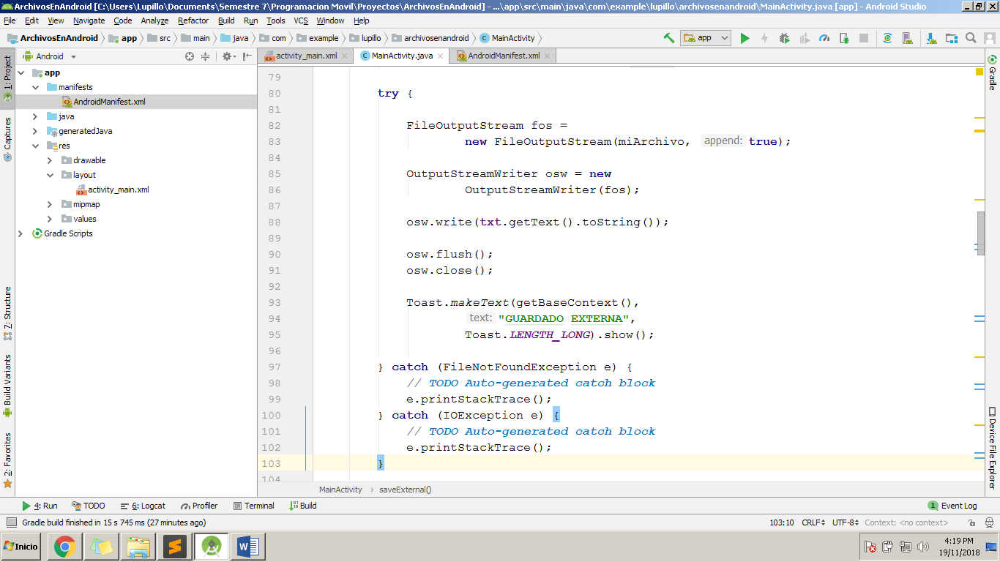 ArchivosEnAndroid [C:\Users\Lupillo\Documents\Semestre 7\Programacion Movil\Proyectos\ArchivosEnAndroid] - ...\app\src\main\java\com\example\lupillo\archivosenandroid\MainActivity.java [app] - Android Studio
File Edit View Navigate Code Analyze Refactor Build Run Tools VCS Window Help
ArchivosEnAndroid app src main java com example lupillo archivosenandroid MainActivity app
1: Project
Captures
Z: Structure
Build Variants
2: Favorites
Android
app
manifests
AndroidManifest.xml
java
generatedJava
res
drawable
layout
activity_main.xml
mipmap
values
Gradle Scripts
activity_main.xml MainActivity.java AndroidManifest.xml
79
80 try {
81
82 FileOutputStream fos =
83 new FileOutputStream(miArchivo, append: true);
84
85 OutputStreamWriter osw = new
86 OutputStreamWriter(fos);
87
88 osw.write(txt.getText().toString());
89
90 osw.flush();
91 osw.close();
92
93 Toast.makeText(getBaseContext(),
94 text: "GUARDADO EXTERNA",
95 Toast.LENGTH_LONG).show();
96
97 } catch (FileNotFoundException e) {
98 // TODO Auto-generated catch block
99 e.printStackTrace();
100 } catch (IOException e) {
101 // TODO Auto-generated catch block
102 e.printStackTrace();
103 }
104
MainActivity saveExternal()
Gradle
Device File Explorer
4: Run TODO 6: Logcat Profiler Terminal Build 1 Event Log
Gradle build finished in 15 s 745 ms (27 minutes ago) 103:10 CRLF UTF-8 Context: <no context>
Inicio
4:19 PM
19/11/2018